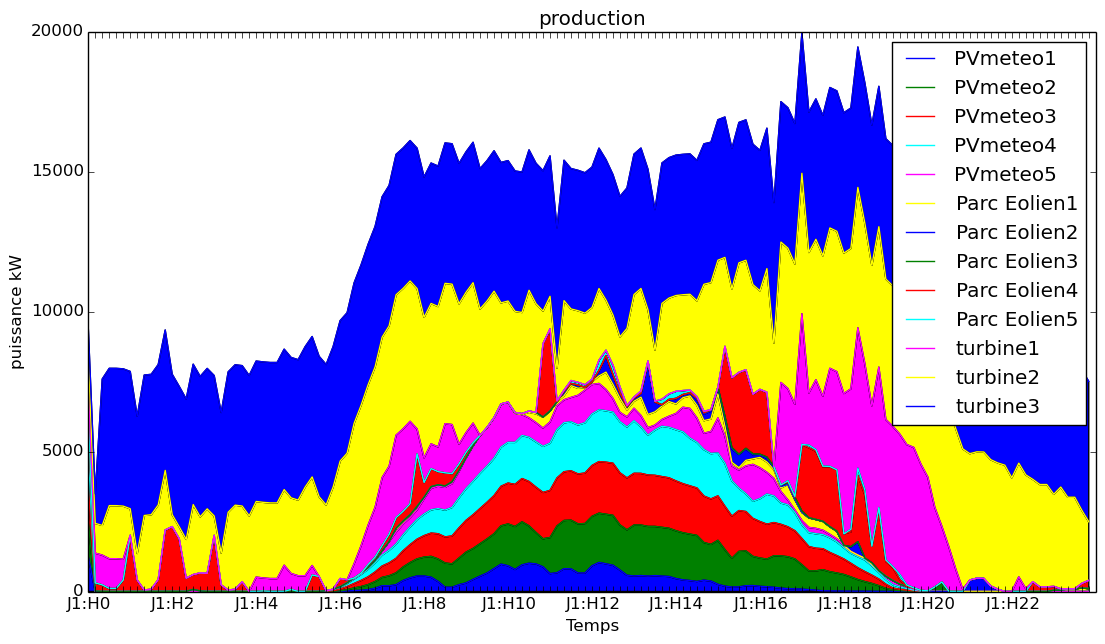 production
20000
15000
10000
5000
0
puissance kW
J1:H0 J1:H2 J1:H4 J1:H6 J1:H8 J1:H10 J1:H12 J1:H14 J1:H16 J1:H18 J1:H20 J1:H22
Temps
PVmeteo1
PVmeteo2
PVmeteo3
PVmeteo4
PVmeteo5
Parc Eolien1
Parc Eolien2
Parc Eolien3
Parc Eolien4
Parc Eolien5
turbine1
turbine2
turbine3